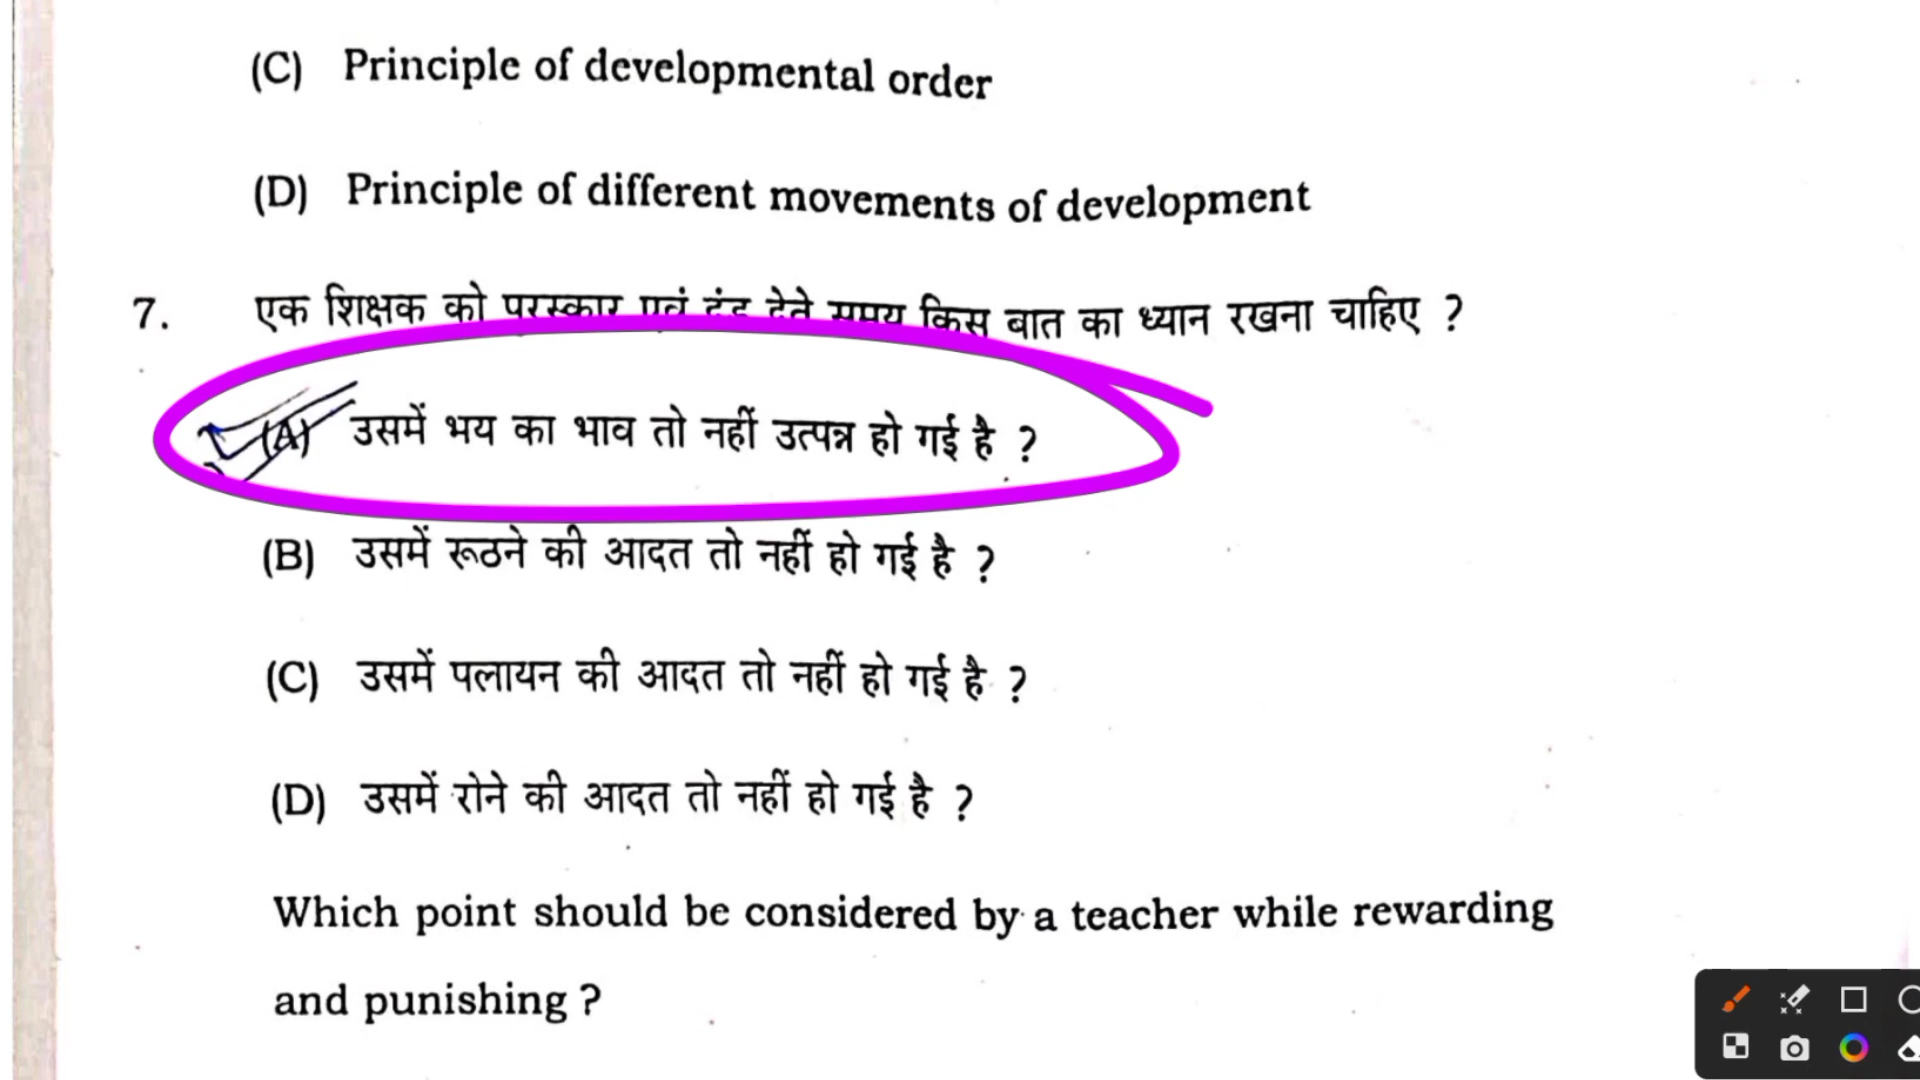 (C) Principle of developmental order
(D) Principle of different movements of development
7. एक शिक्षक को पुरस्कार एवं दंड देते समय किस बात का ध्यान रखना चाहिए ?
(A) उसमें भय का भाव तो नहीं उत्पन्न हो गई है ?
(B) उसमें रूठने की आदत तो नहीं हो गई है ?
(C) उसमें पलायन की आदत तो नहीं हो गई है ?
(D) उसमें रोने की आदत तो नहीं हो गई है ?
Which point should be considered by a teacher while rewarding
and punishing ?